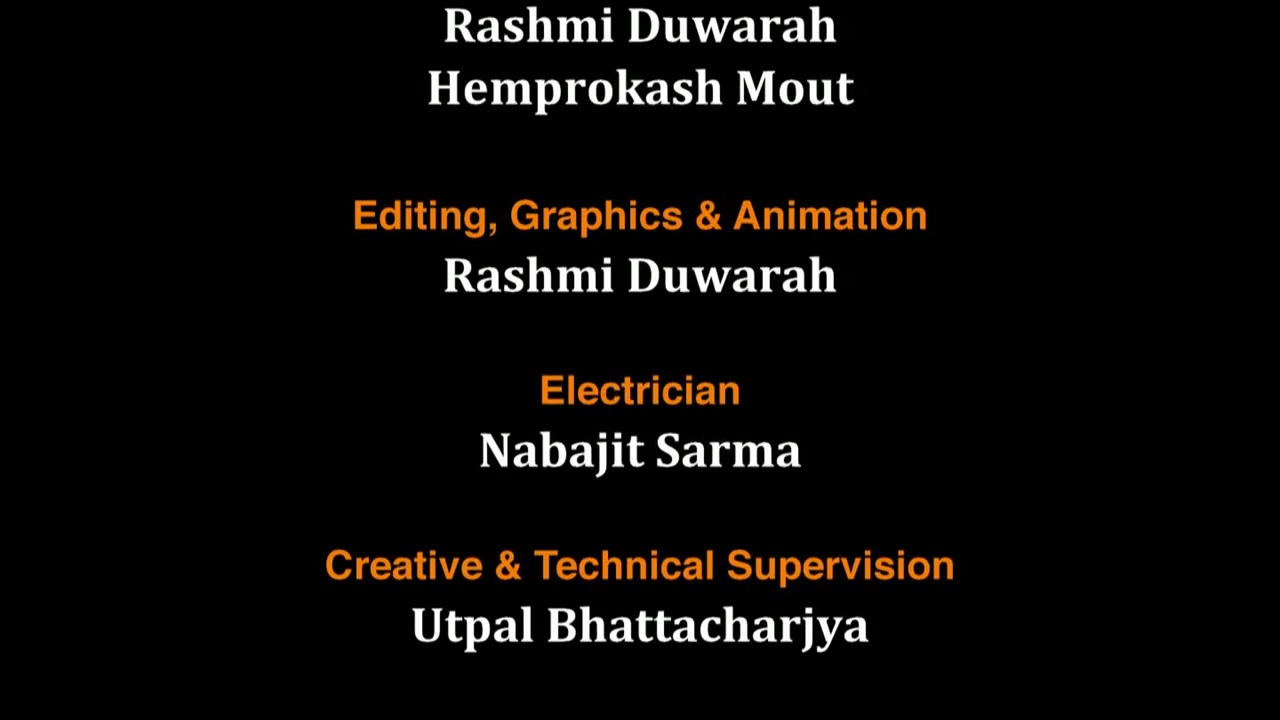 Rashmi Duwarah
Hemprokash Mout
Editing, Graphics & Animation
Rashmi Duwarah
Electrician
Nabajit Sarma
Creative & Technical Supervision
Utpal Bhattacharjya